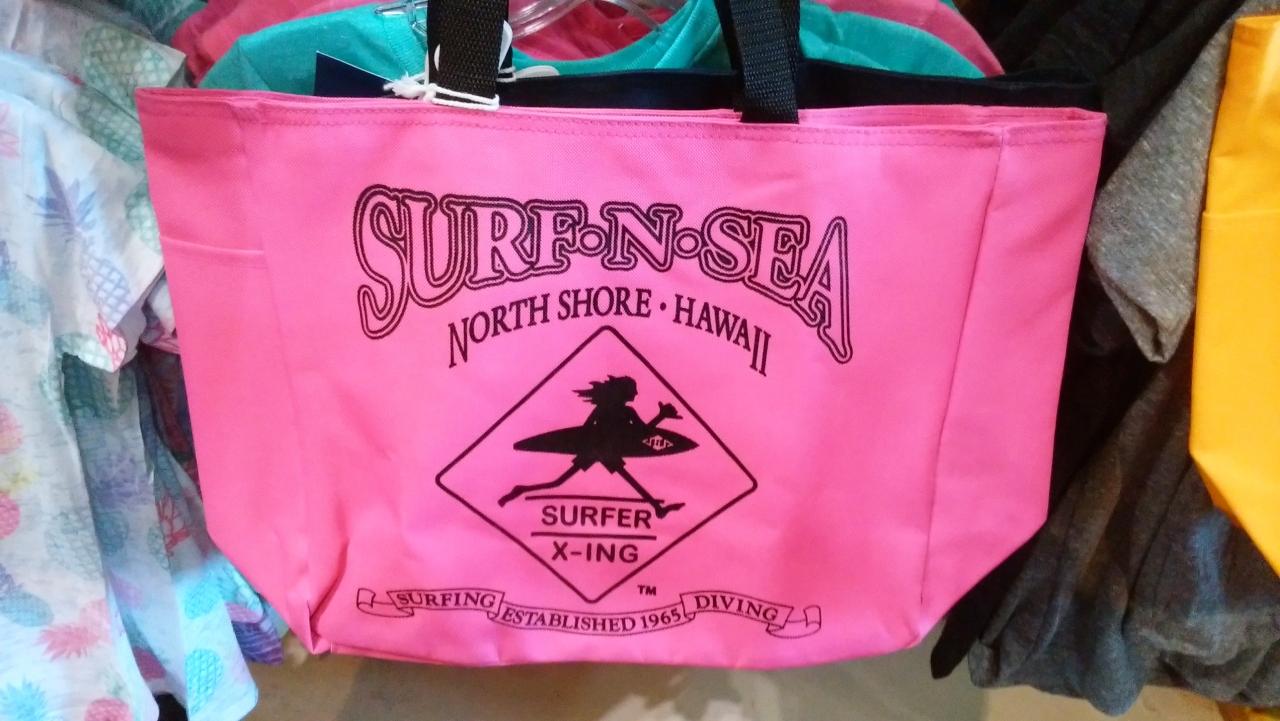 SURF•N•SEA
NORTH SHORE • HAWAII
SURFER
X-ING
TM
SURFING ESTABLISHED 1965 DIVING